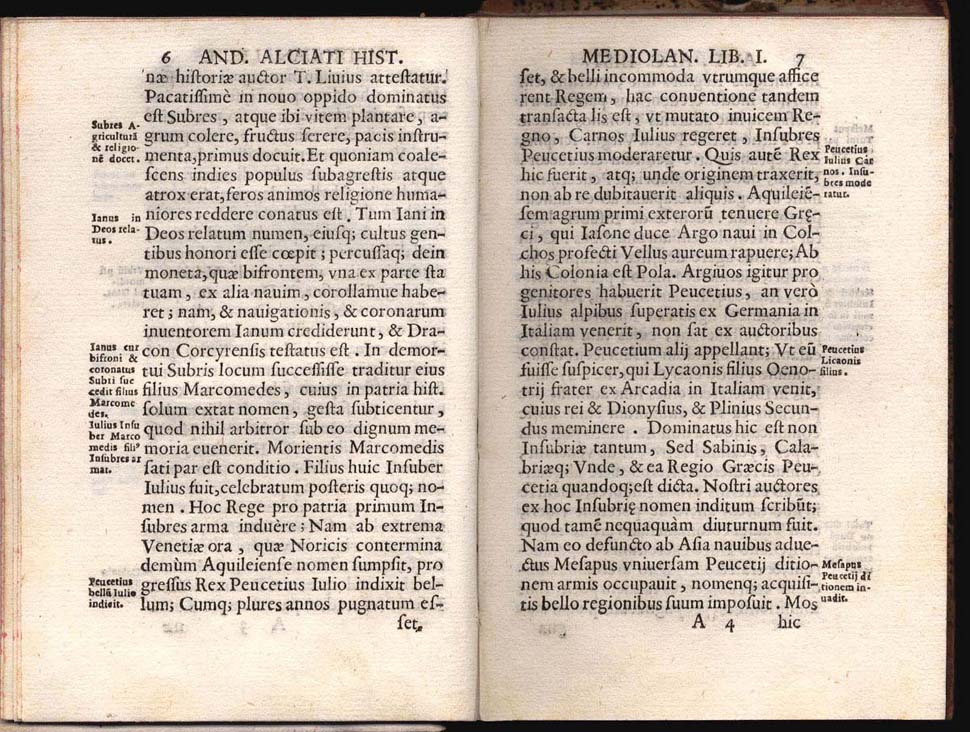 6 AND. ALCIATI HIST.
næ historiæ auctor T. Liuius attestatur.
Pacatissimè in nouo oppido dominatus
est Subres, atque ibi vitem plantare, a-
grum colere, fructus serere, pacis instru-
menta, primus docuit. Et quoniam coale-
scens indies populus subagrestis atque
atrox erat, feros animos religione huma-
niores reddere conatus est. Tum Iani in
Deos relatum numen, eiusq; cultus gen-
tibus honori esse cœpit; percussaq; dein
moneta, quæ bifrontem, vna ex parte sta
tuam, ex alia nauim, corollamue habe-
ret; nam, & nauigationis, & coronarum
inuentorem Ianum crediderunt, & Dra-
con Corcyrensis testatus est. In demor-
tui Subris locum successisse traditur eius
filius Marcomedes, cuius in patria hist.
solum extat nomen, gesta subticentur,
quod nihil arbitror sub eo dignum me-
moria euenerit. Morientis Marcomedis
fati par est conditio. Filius huic Insuber
Iulius fuit, celebratum posteris quoq; no-
men. Hoc Rege pro patria primum In-
subres arma induère; Nam ab extrema
Venetiæ ora, quæ Noricis contermina
demùm Aquileiense nomen sumpsit, pro
gressus Rex Peucetius Iulio indixit bel-
lum; Cumq; plures annos pugnatum es-
set,
Subres A-
griculturã
& religio-
nē docet.
Ianus in
Deos rela-
tus.
Ianus cur
bifrons &
coronatus
Subri suc
cedit filius
Marcome
des.
Iulius Insu
ber Marco
medis filiꝰ
Insubres ar
mat.
Peucetius
bellū Iulio
indicit.
MEDIOLAN. LIB. I. 7
set, & belli incommoda vtrumque affice
rent Regem, hac conuentione tandem
transacta lis est, vt mutato inuicem Re-
gno, Carnos Iulius regeret, Insubres
Peucetius moderaretur. Quis autē Rex
hic fuerit, atq; unde originem traxerit,
non ab re dubitauerit aliquis. Aquileiē-
sem agrum primi exterorū tenuere Grę-
ci, qui Iasone duce Argo naui in Col-
chos profecti Vellus aureum rapuere; Ab
his Colonia est Pola. Argiuos igitur pro
genitores habuerit Peucetius, an verò
Iulius alpibus superatis ex Germania in
Italiam venerit, non sat ex auctoribus
constat. Peucetium alij appellant; Vt eū
fuisse suspicer, qui Lycaonis filius Oeno-
trij frater ex Arcadia in Italiam venit,
cuius rei & Dionysius, & Plinius Secun-
dus meminere. Dominatus hic est non
Insubriæ tantum, Sed Sabinis, Cala-
briæq; Vnde, & ea Regio Græcis Peu-
cetia quandoq; est dicta. Nostri auctores
ex hoc Insubrię nomen inditum scribūt;
quod tamē nequaquàm diuturnum fuit.
Nam eo defuncto ab Asia nauibus adue-
ctus Mesapus vniuersam Peucetij ditio-
nem armis occupauit, nomenq; acquisi-
tis bello regionibus suum imposuit. Mos
A 4 hic
Peucetius
Iulius Car
nos. Insu-
bres mode
ratur.
Peucetius
Licaonis
filius.
Mesapus
Peucetij di
tionem in-
uadit.